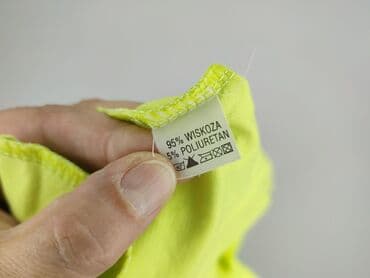 95% WISKOZA
5% POLIURETAN